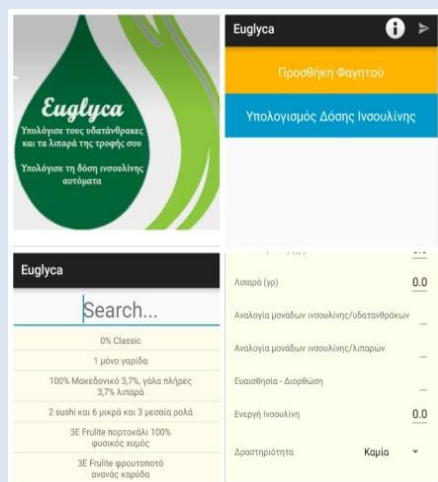 Euglyca
Υπολόγισε τους υδατάνθρακες
και τα λιπαρά της τροφής σου
Υπολόγισε τη δόση ινσουλίνης
αυτόματα
Euglyca
Προσθήκη Φαγητού
Υπολογισμός Δόσης Ινσουλίνης
Euglyca
Search...
0% Classic
1 μόνο γαρίδα
100% Μακεδονικό 3,7%, γάλα πλήρες
3,7% λιπαρά
2 sushi και 6 μικρά και 3 μεσαία ρολά
3E Frulite πορτοκάλι 100%
φυσικός χυμός
3E Frulite φρουτοποτό
ανανάς καρύδα
0.0
Λιπαρά (γρ) 0.0
Αναλογία μονάδων ινσουλίνης/υδατανθράκων
Αναλογία μονάδων ινσουλίνης/λιπαρών
Ευαισθησία - Διορθώση
Ενεργή Ινσουλίνη 0.0
Δραστηριότητα Καμία